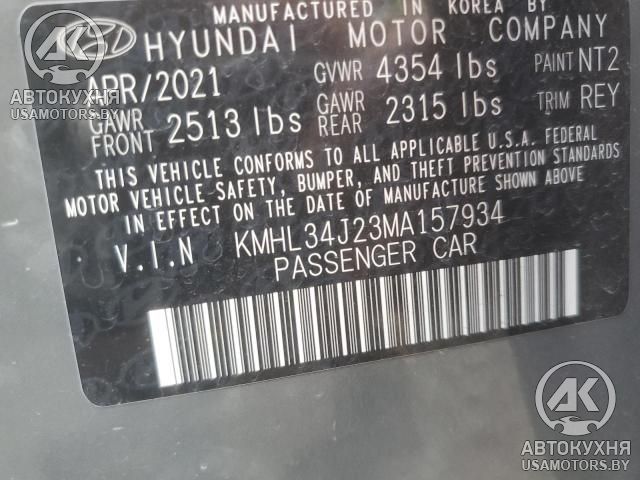 MANUFACTURED IN KOREA BY
HYUNDAI MOTOR COMPANY
APR/2021 GVWR 4354 lbs PAINT NT2
GAWR FRONT 2513 lbs GAWR REAR 2315 lbs TRIM REY
THIS VEHICLE CONFORMS TO ALL APPLICABLE U.S.A. FEDERAL
MOTOR VEHICLE-SAFETY, BUMPER, AND THEFT PREVENTION STANDARDS
IN EFFECT ON THE DATE OF MANUFACTURE SHOWN ABOVE
V.I.N KMHL34J23MA157934
PASSENGER CAR
АВТОКУХНЯ
USAMOTORS.BY
АВТОКУХНЯ
USAMOTORS.BY